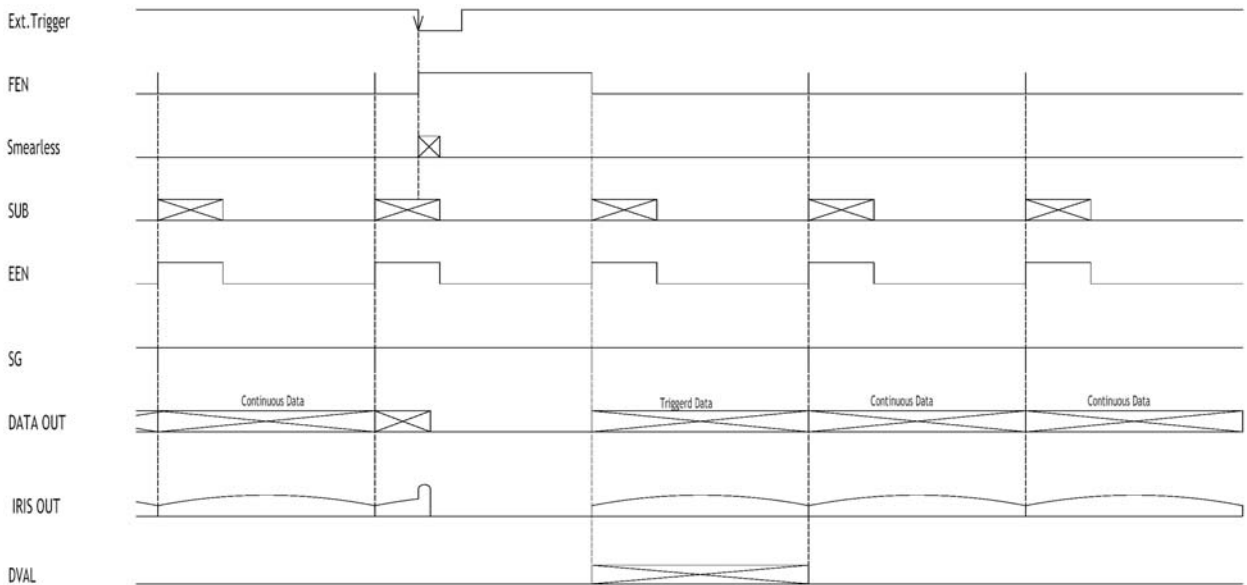 Ext.Trigger
FEN
Smearless
SUB
EEN
SG
Continuous Data
Triggerd Data
Continuous Data
Continuous Data
DATA OUT
IRIS OUT
DVAL